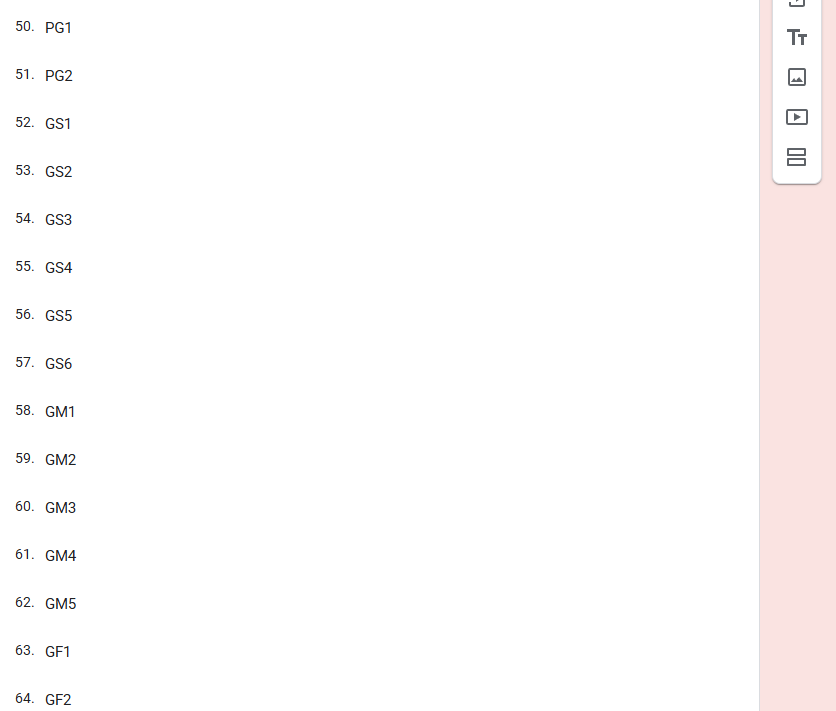 50. PG1
51. PG2
52. GS1
53. GS2
54. GS3
55. GS4
56. GS5
57. GS6
58. GM1
59. GM2
60. GM3
61. GM4
62. GM5
63. GF1
64. GF2